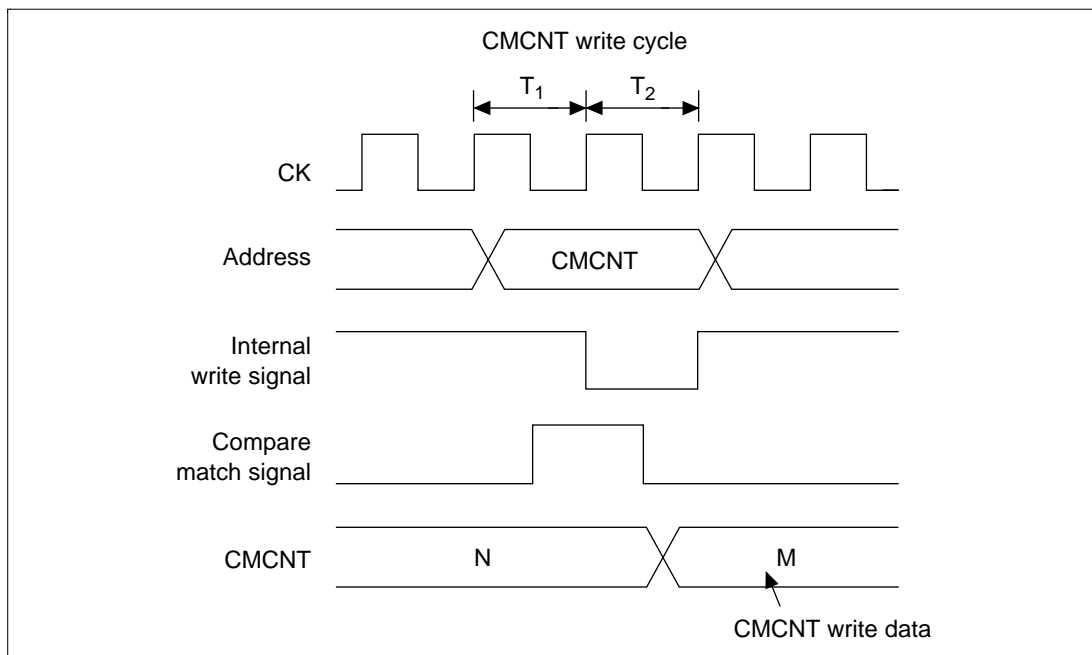 CMCNT write cycle
T1 T2
CK
Address
CMCNT
Internal
write signal
Compare
match signal
CMCNT
N
M
CMCNT write data